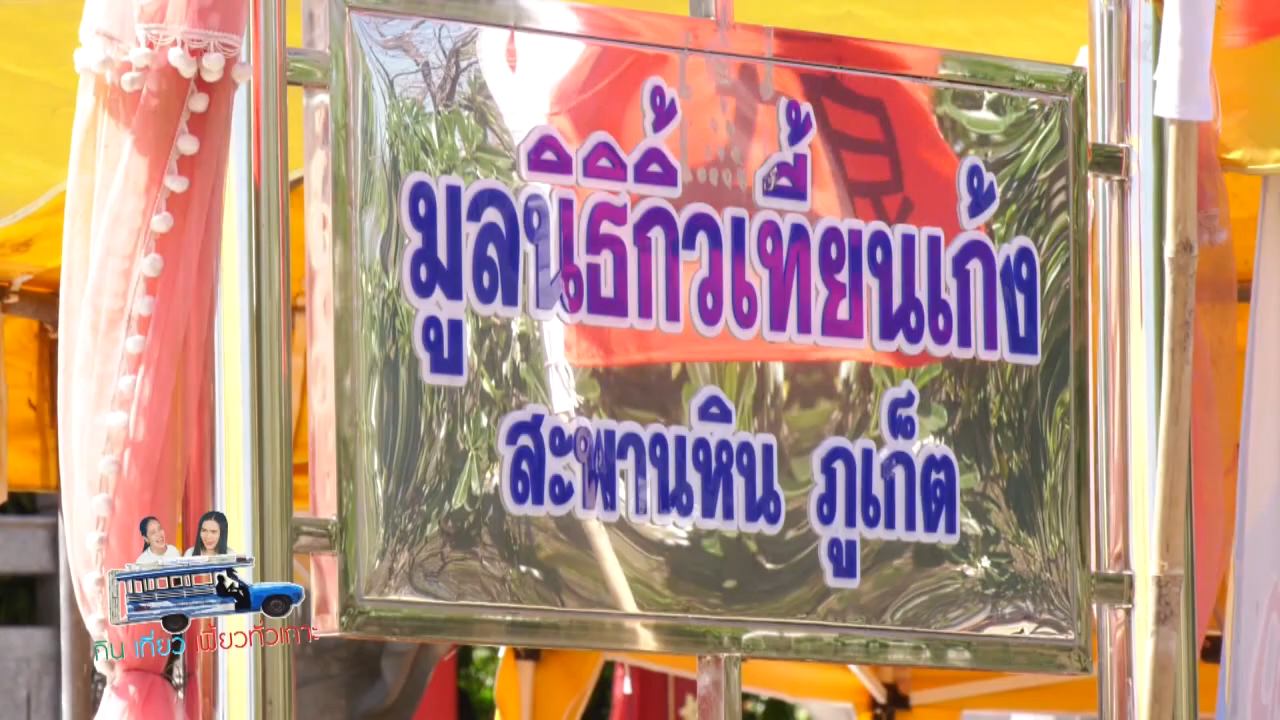 มูลนิธิกิ้วเที้ยนเก้ง
สะพานหิน ภูเก็ต
กิน เที่ยว เพียวทั่วเกาะ